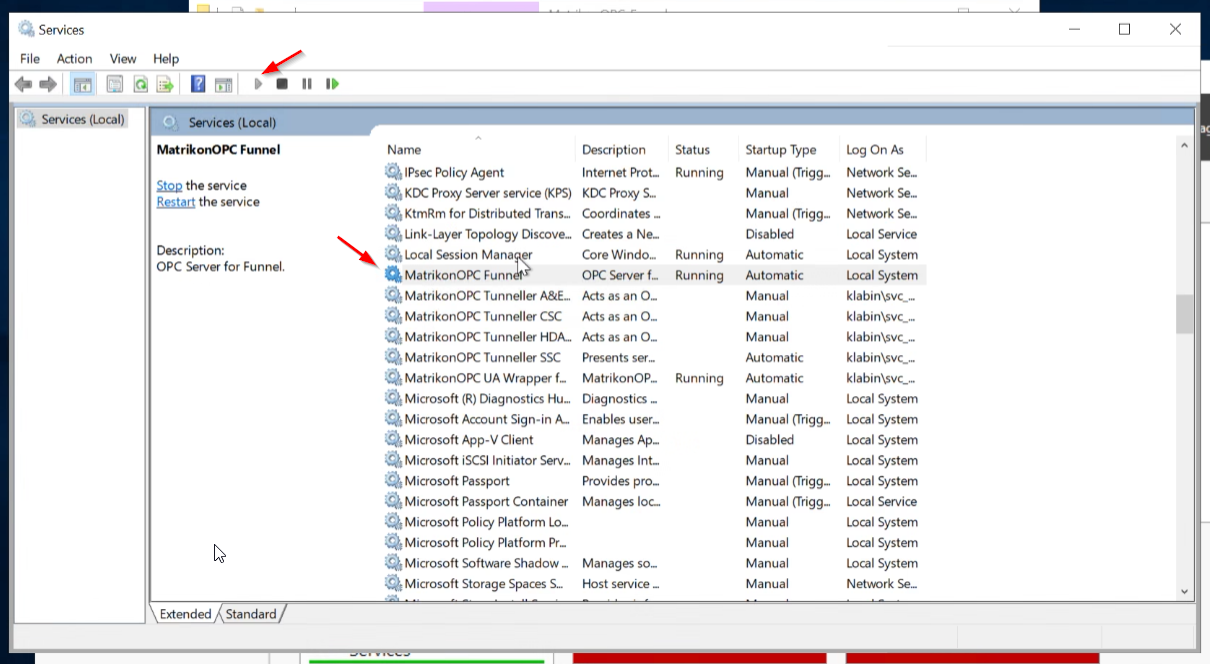 Services
File Action View Help
Services (Local)
Services (Local)
MatrikonOPC Funnel
Stop the service
Restart the service
Description:
OPC Server for Funnel.
Name Description Status Startup Type Log On As
IPsec Policy Agent Internet Prot... Running Manual (Trigg... Network Se...
KDC Proxy Server service (KPS) KDC Proxy S... Manual Network Se...
KtmRm for Distributed Trans... Coordinates ... Manual (Trigg... Network Se...
Link-Layer Topology Discove... Creates a Ne... Disabled Local Service
Local Session Manager Core Windo... Running Automatic Local System
MatrikonOPC Funnel OPC Server f... Running Automatic Local System
MatrikonOPC Tunneller A&E... Acts as an O... Manual klabin\svc_...
MatrikonOPC Tunneller CSC Acts as an O... Manual klabin\svc_...
MatrikonOPC Tunneller HDA... Acts as an O... Manual klabin\svc_...
MatrikonOPC Tunneller SSC Presents ser... Automatic klabin\svc_...
MatrikonOPC UA Wrapper f... MatrikonOP... Running Automatic klabin\svc_...
Microsoft (R) Diagnostics Hu... Diagnostics ... Manual Local System
Microsoft Account Sign-in A... Enables user... Manual (Trigg... Local System
Microsoft App-V Client Manages Ap... Disabled Local System
Microsoft iSCSI Initiator Serv... Manages Int... Manual Local System
Microsoft Passport Provides pro... Manual (Trigg... Local System
Microsoft Passport Container Manages loc... Manual (Trigg... Local Service
Microsoft Policy Platform Lo... Manual Local System
Microsoft Policy Platform Pr... Manual Local System
Microsoft Software Shadow ... Manages so... Manual Local System
Microsoft Storage Spaces S... Host service ... Manual Network Se...
Extended Standard
Services